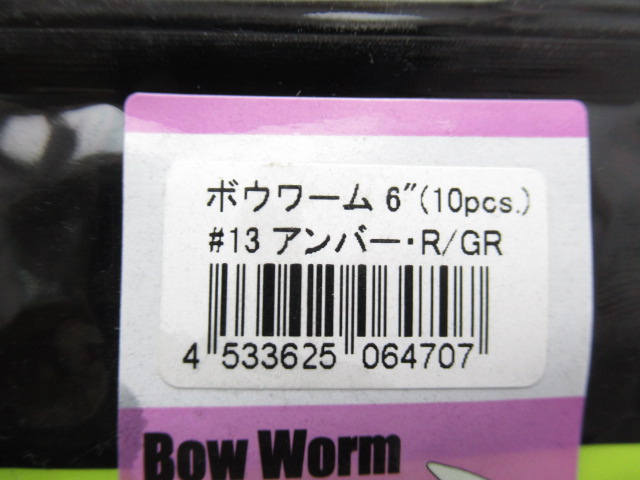 ボウワーム 6″(10pcs.)
#13 アンバー・R/GR
4 533625 064707
Bow Worm